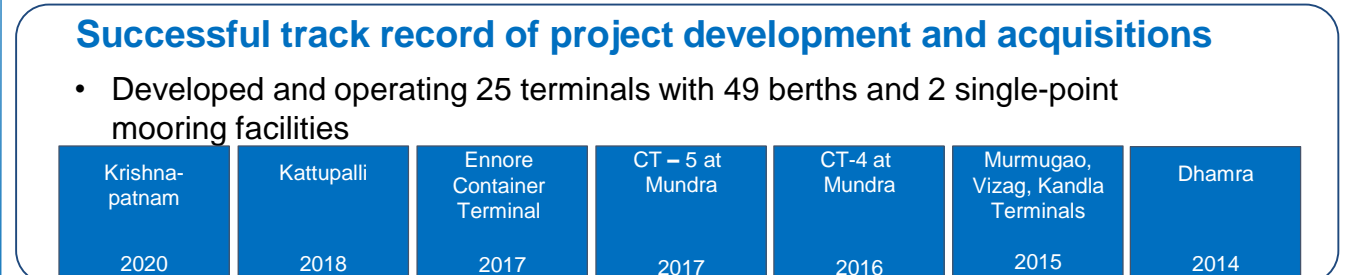 Successful track record of project development and acquisitions
• Developed and operating 25 terminals with 49 berths and 2 single-point
mooring facilities
Krishna-
patnam
2020
Kattupalli
2018
Ennore
Container
Terminal
2017
CT – 5 at
Mundra
2017
CT-4 at
Mundra
2016
Murmugao,
Vizag, Kandla
Terminals
2015
Dhamra
2014